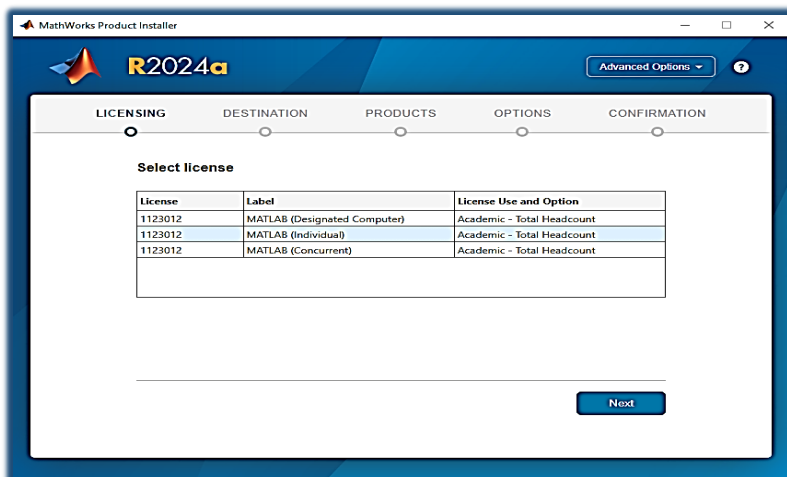 MathWorks Product Installer
R2024a
Advanced Options
?
LICENSING DESTINATION PRODUCTS OPTIONS CONFIRMATION
Select license
License Label License Use and Option
1123012 MATLAB (Designated Computer) Academic - Total Headcount
1123012 MATLAB (Individual) Academic - Total Headcount
1123012 MATLAB (Concurrent) Academic - Total Headcount
Next